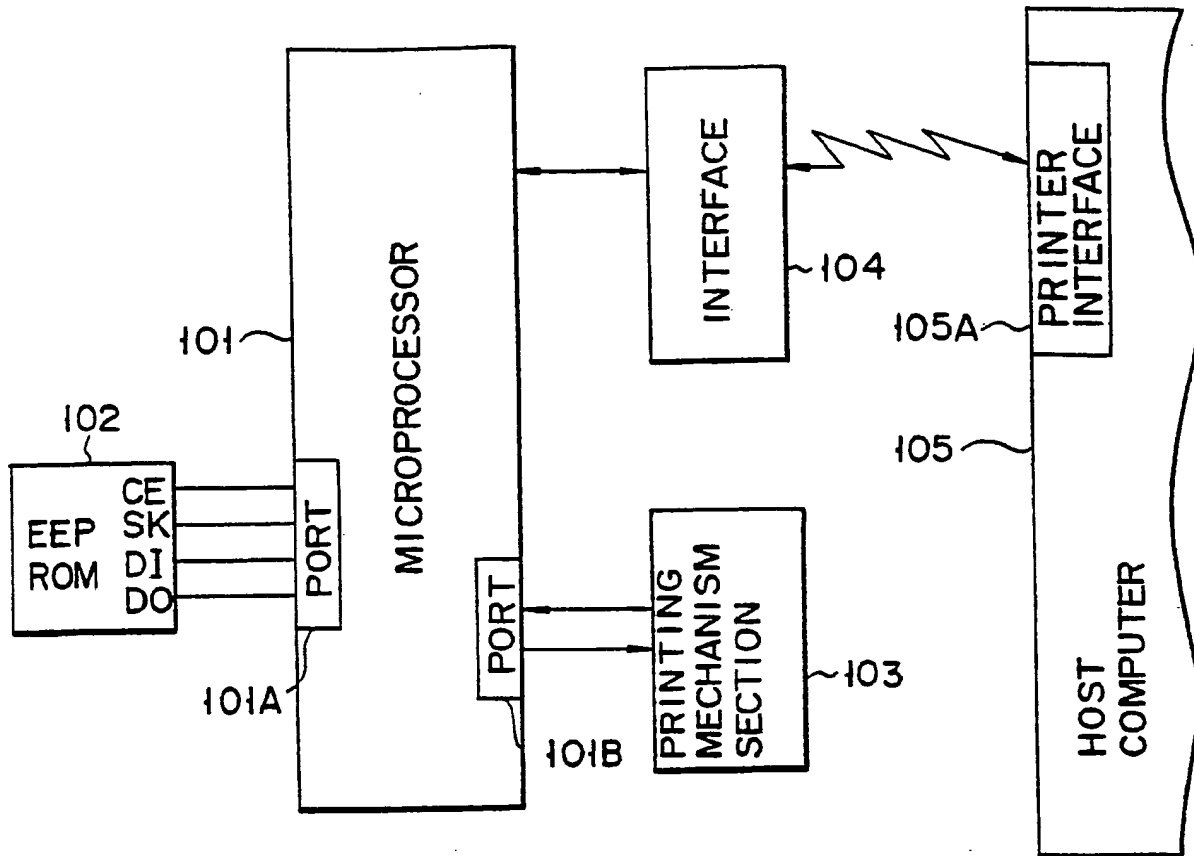 102
EEP
ROM
CE
SK
DI
DO
101
PORT
101A
MICROPROCESSOR
PORT
101B
INTERFACE
104
PRINTING
MECHANISM
SECTION
103
105A
PRINTER
INTERFACE
105
HOST
COMPUTER